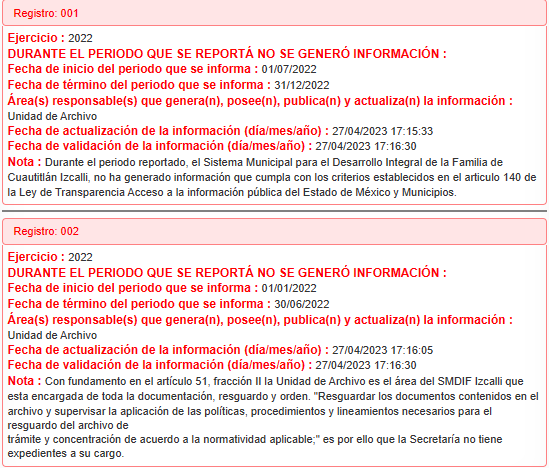 Registro: 001
Ejercicio : 2022
DURANTE EL PERIODO QUE SE REPORTÁ NO SE GENERÓ INFORMACIÓN :
Fecha de inicio del periodo que se informa : 01/07/2022
Fecha de término del periodo que se informa : 31/12/2022
Área(s) responsable(s) que genera(n), posee(n), publica(n) y actualiza(n) la información :
Unidad de Archivo
Fecha de actualización de la información (día/mes/año) : 27/04/2023 17:15:33
Fecha de validación de la información (día/mes/año) : 27/04/2023 17:16:30
Nota : Durante el periodo reportado, el Sistema Municipal para el Desarrollo Integral de la Familia de
Cuautitlán Izcalli, no ha generado información que cumpla con los criterios establecidos en el articulo 140 de
la Ley de Transparencia Acceso a la información pública del Estado de México y Municipios.
Registro: 002
Ejercicio : 2022
DURANTE EL PERIODO QUE SE REPORTÁ NO SE GENERÓ INFORMACIÓN :
Fecha de inicio del periodo que se informa : 01/01/2022
Fecha de término del periodo que se informa : 30/06/2022
Área(s) responsable(s) que genera(n), posee(n), publica(n) y actualiza(n) la información :
Unidad de Archivo
Fecha de actualización de la información (día/mes/año) : 27/04/2023 17:16:05
Fecha de validación de la información (día/mes/año) : 27/04/2023 17:16:30
Nota : Con fundamento en el artículo 51, fracción II la Unidad de Archivo es el área del SMDIF Izcalli que
esta encargada de toda la documentación, resguardo y orden. "Resguardar los documentos contenidos en el
archivo y supervisar la aplicación de las políticas, procedimientos y lineamientos necesarios para el
resguardo del archivo de
trámite y concentración de acuerdo a la normatividad aplicable;" es por ello que la Secretaría no tiene
expedientes a su cargo.